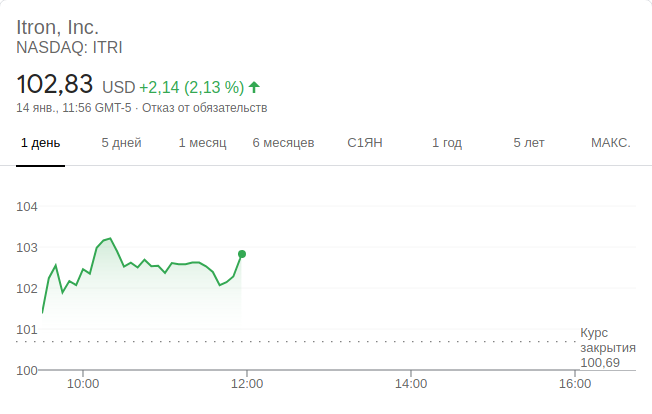 Itron, Inc.
NASDAQ: ITRI
102,83 USD +2,14 (2,13 %)
14 янв., 11:56 GMT-5 · Отказ от обязательств
1 день 5 дней 1 месяц 6 месяцев С1ЯН 1 год 5 лет МАКС.
104
103
102
101
Курс
закрытия
100,69
100
10:00 12:00 14:00 16:00